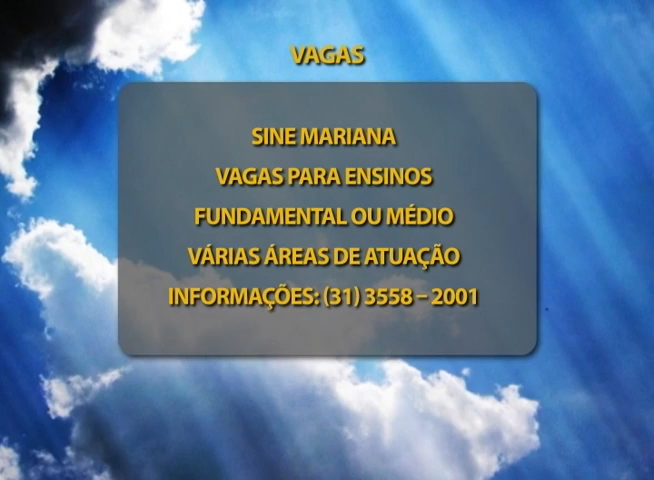 VAGAS
SINE MARIANA
VAGAS PARA ENSINOS
FUNDAMENTAL OU MÉDIO
VÁRIAS ÁREAS DE ATUAÇÃO
INFORMAÇÕES: (31) 3558 – 2001